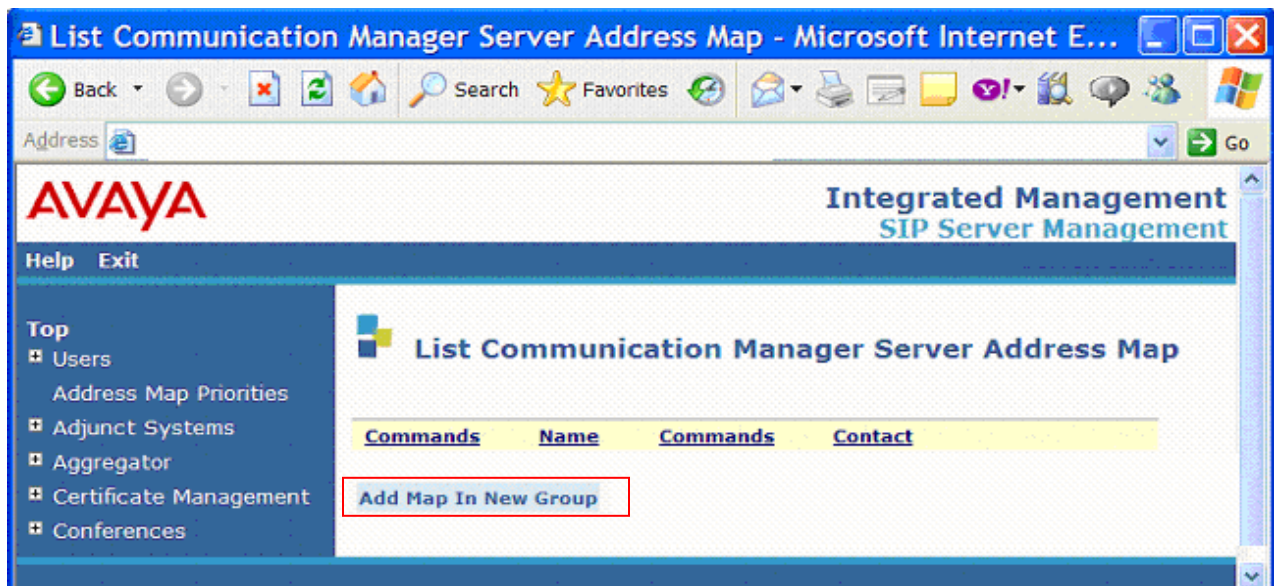 List Communication Manager Server Address Map - Microsoft Internet E...
Back Search Favorites
Address Go
AVAYA
Integrated Management
SIP Server Management
Help Exit
Top
Users
Address Map Priorities
Adjunct Systems
Aggregator
Certificate Management
Conferences
List Communication Manager Server Address Map
Commands Name Commands Contact
Add Map In New Group